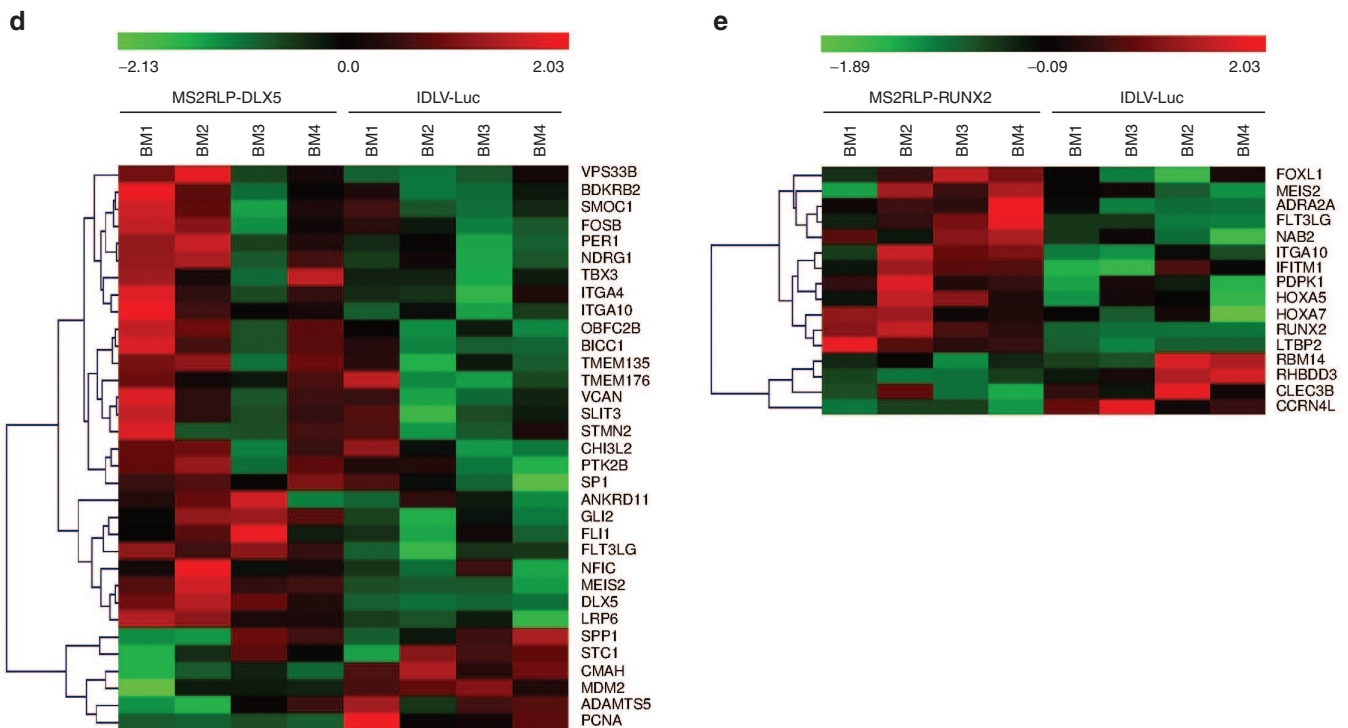 d
−2.13 0.0 2.03
MS2RLP-DLX5 IDLV-Luc
BM1 BM2 BM3 BM4 BM1 BM2 BM3 BM4
VPS33B
BDKRB2
SMOC1
FOSB
PER1
NDRG1
TBX3
ITGA4
ITGA10
OBFC2B
BICC1
TMEM135
TMEM176
VCAN
SLIT3
STMN2
CHI3L2
PTK2B
SP1
ANKRD11
GLI2
FLI1
FLT3LG
NFIC
MEIS2
DLX5
LRP6
SPP1
STC1
CMAH
MDM2
ADAMTS5
PCNA
e
−1.89 −0.09 2.03
MS2RLP-RUNX2 IDLV-Luc
BM1 BM2 BM3 BM4 BM1 BM3 BM2 BM4
FOXL1
MEIS2
ADRA2A
FLT3LG
NAB2
ITGA10
IFITM1
PDPK1
HOXA5
HOXA7
RUNX2
LTBP2
RBM14
RHBDD3
CLEC3B
CCRN4L